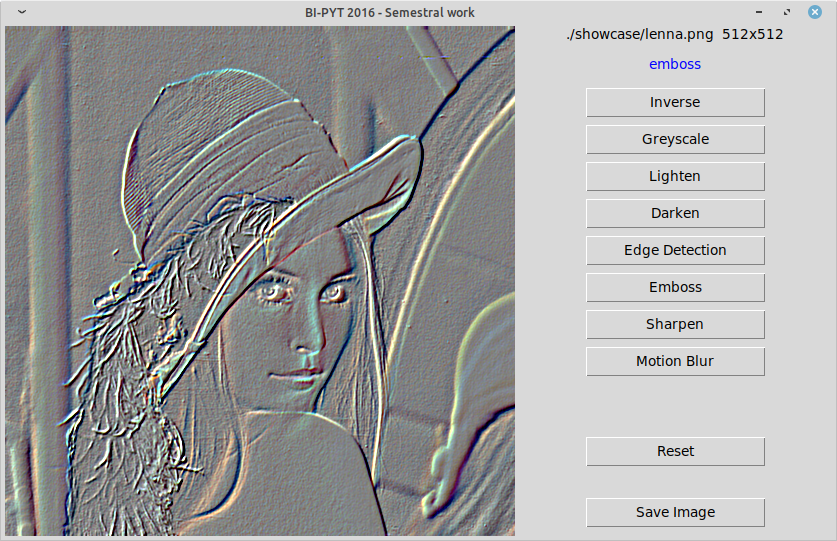 BI-PYT 2016 - Semestral work
./showcase/lenna.png 512x512
emboss
Inverse
Greyscale
Lighten
Darken
Edge Detection
Emboss
Sharpen
Motion Blur
Reset
Save Image